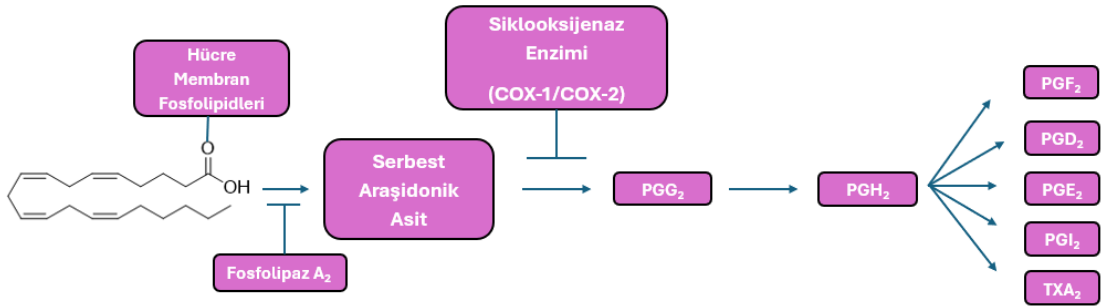 Hücre
Membran
Fosfolipidleri
O
OH
Fosfolipaz A₂
Serbest
Araşidonik
Asit
Siklooksijenaz
Enzimi
(COX-1/COX-2)
PGG₂
PGH₂
PGF₂
PGD₂
PGE₂
PGI₂
TXA₂